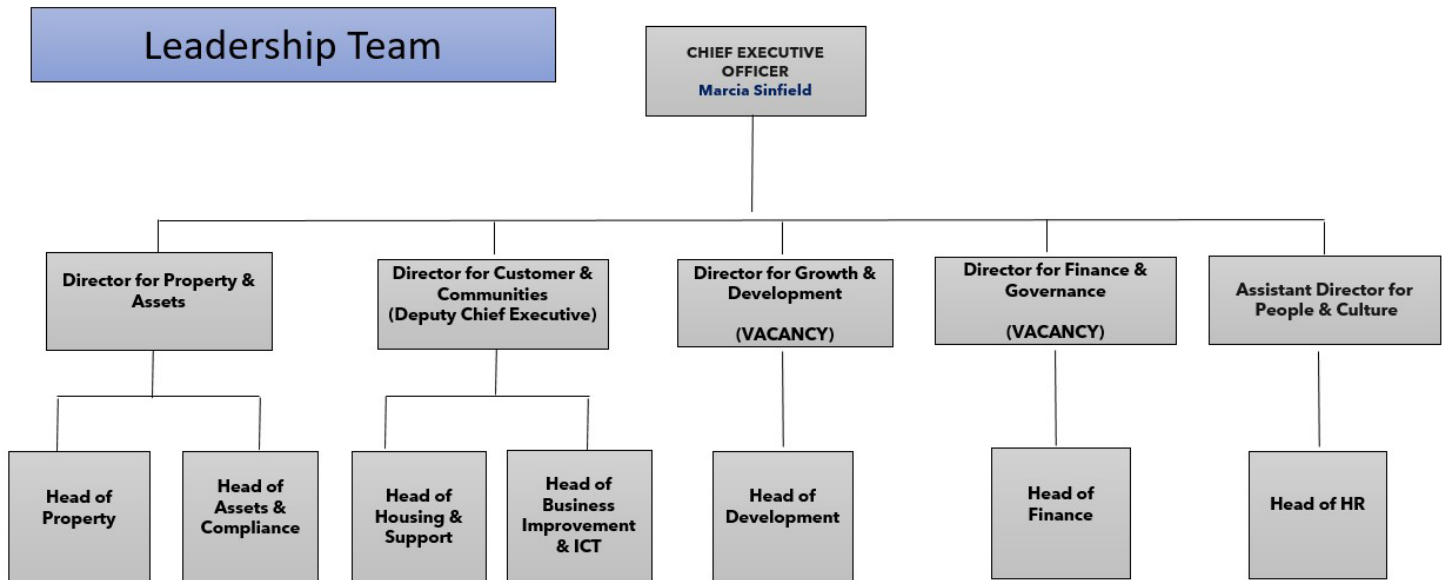 Leadership Team
CHIEF EXECUTIVE
OFFICER
Marcia Sinfield
Director for Property &
Assets
Director for Customer &
Communities
(Deputy Chief Executive)
Director for Growth &
Development
(VACANCY)
Director for Finance &
Governance
(VACANCY)
Assistant Director for
People & Culture
Head of
Property
Head of
Assets &
Compliance
Head of
Housing &
Support
Head of
Business
Improvement
& ICT
Head of
Development
Head of
Finance
Head of HR